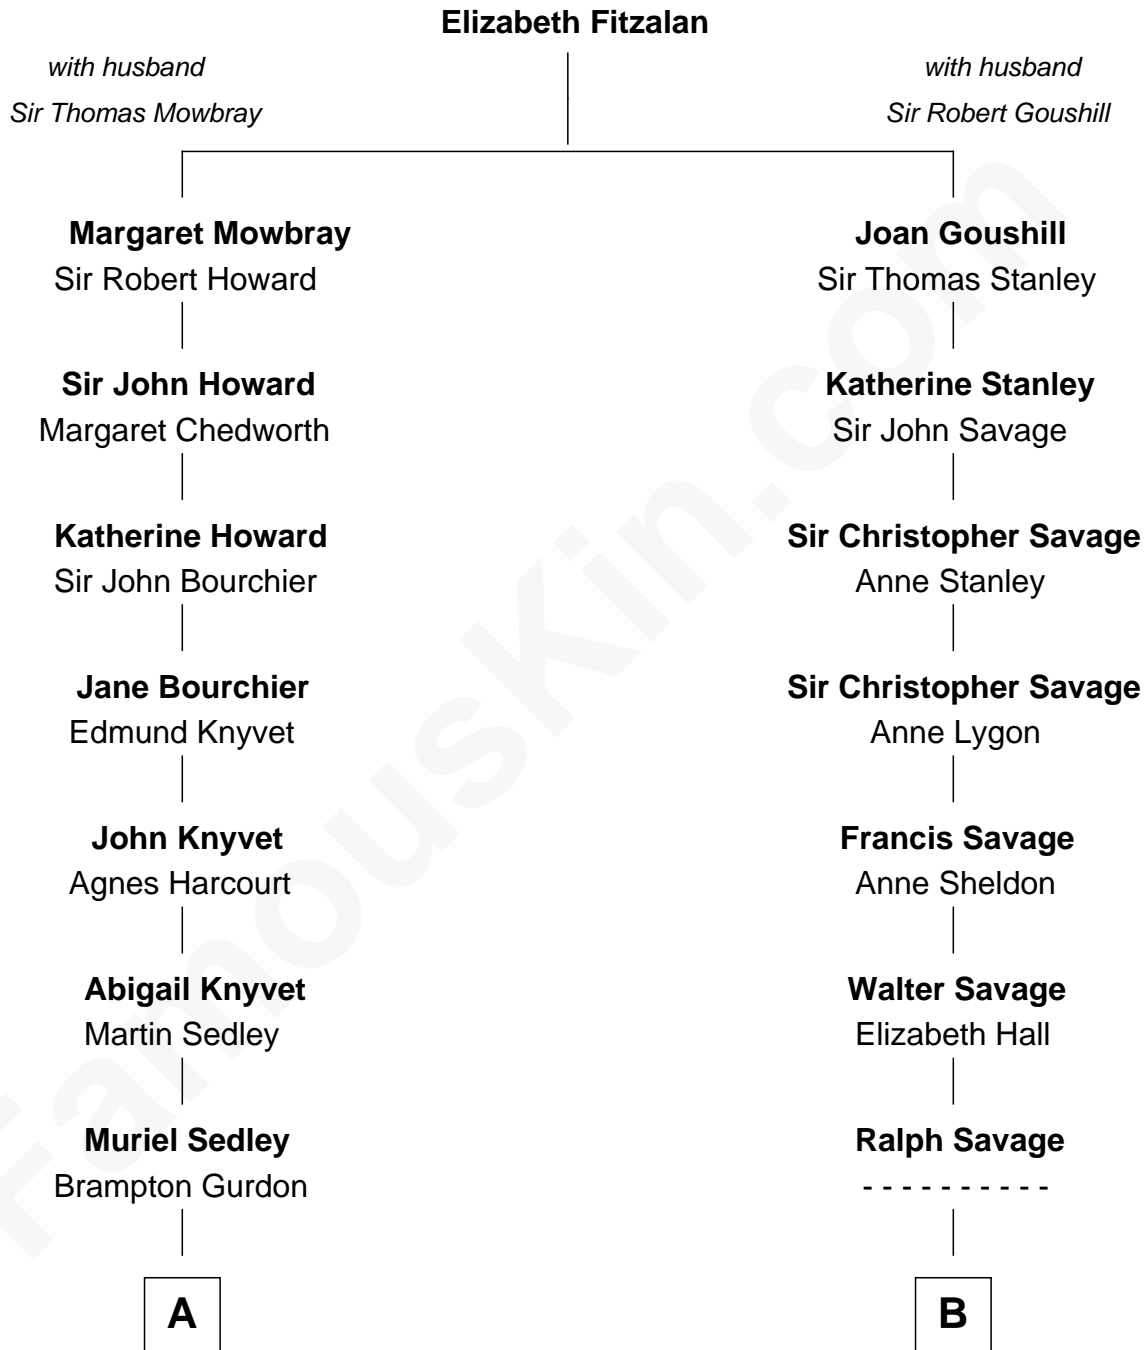 Elizabeth Fitzalan
with husband
Sir Thomas Mowbray
with husband
Sir Robert Goushill
Margaret Mowbray
Sir Robert Howard
Joan Goushill
Sir Thomas Stanley
Sir John Howard
Margaret Chedworth
Katherine Stanley
Sir John Savage
Katherine Howard
Sir John Bourchier
Sir Christopher Savage
Anne Stanley
Jane Bourchier
Edmund Knyvet
Sir Christopher Savage
Anne Lygon
John Knyvet
Agnes Harcourt
Francis Savage
Anne Sheldon
Abigail Knyvet
Martin Sedley
Walter Savage
Elizabeth Hall
Muriel Sedley
Brampton Gurdon
Ralph Savage
- - - - - - - - - -
A
B
FamousKin.com